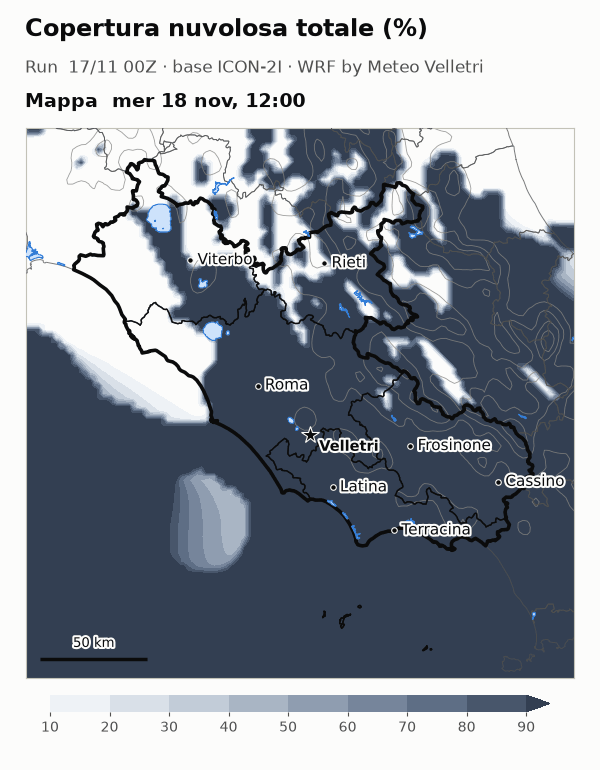 Copertura nuvolosa totale (%)
Run  17/11 00Z · base ICON-2I · WRF by Meteo Velletri
Mappa  mer 18 nov, 12:00
Viterbo
Rieti
Roma
Velletri
Frosinone
Cassino
Latina
Terracina
50 km
10 20 30 40 50 60 70 80 90